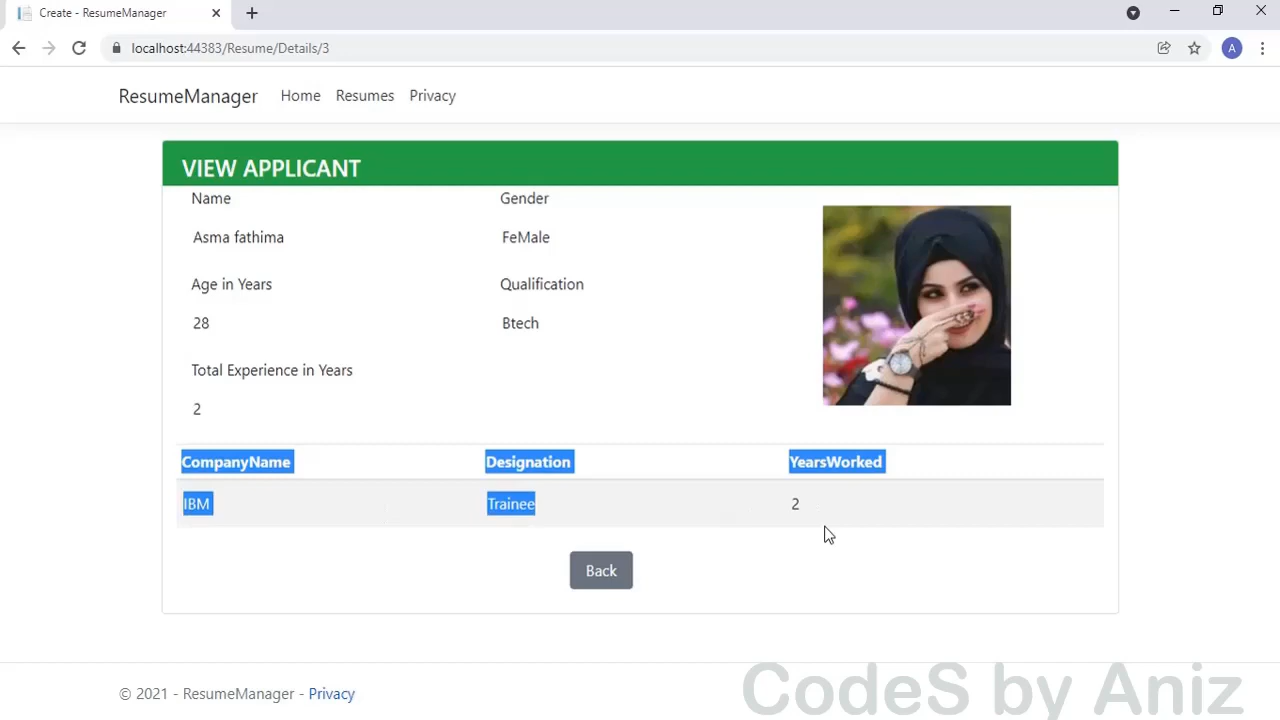 Create - ResumeManager
localhost:44383/Resume/Details/3
A
ResumeManager Home Resumes Privacy
VIEW APPLICANT
Name Gender
Asma fathima FeMale
Age in Years Qualification
28 Btech
Total Experience in Years
2
CompanyName Designation YearsWorked
IBM Trainee 2
Back
© 2021 - ResumeManager - Privacy
CodeS by Aniz